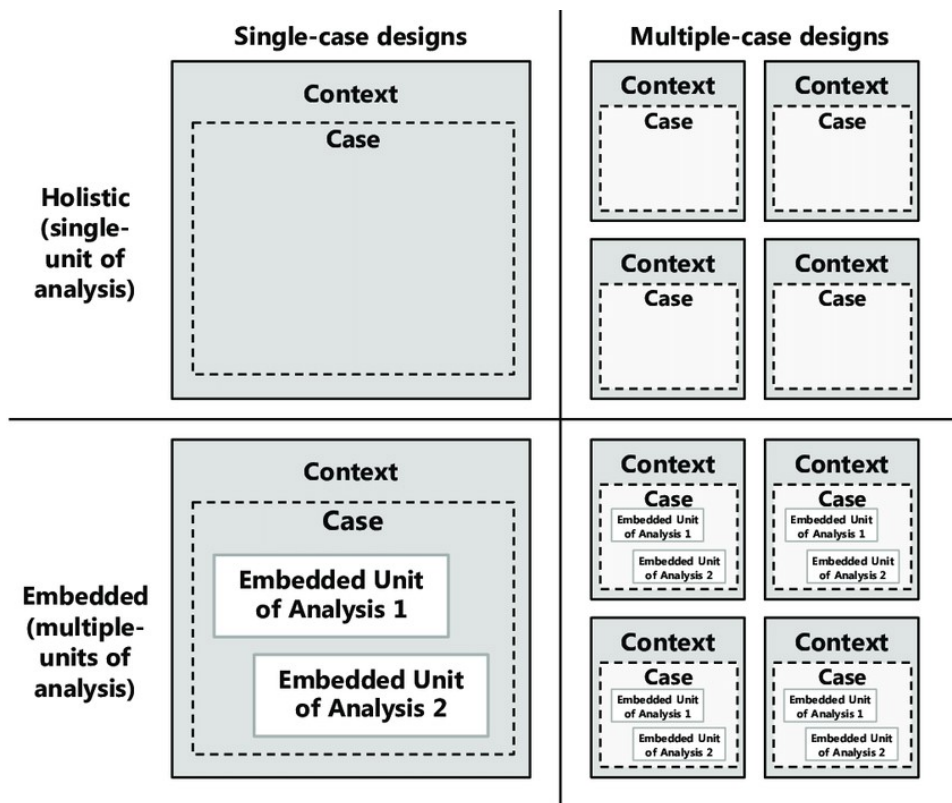 Single-case designs
Multiple-case designs
Holistic
(single-
unit of
analysis)
Context
Case
Context
Case
Context
Case
Context
Case
Context
Case
Embedded
(multiple-
units of
analysis)
Context
Case
Embedded Unit
of Analysis 1
Embedded Unit
of Analysis 2
Context
Case
Embedded Unit
of Analysis 1
Embedded Unit
of Analysis 2
Context
Case
Embedded Unit
of Analysis 1
Embedded Unit
of Analysis 2
Context
Case
Embedded Unit
of Analysis 1
Embedded Unit
of Analysis 2
Context
Case
Embedded Unit
of Analysis 1
Embedded Unit
of Analysis 2